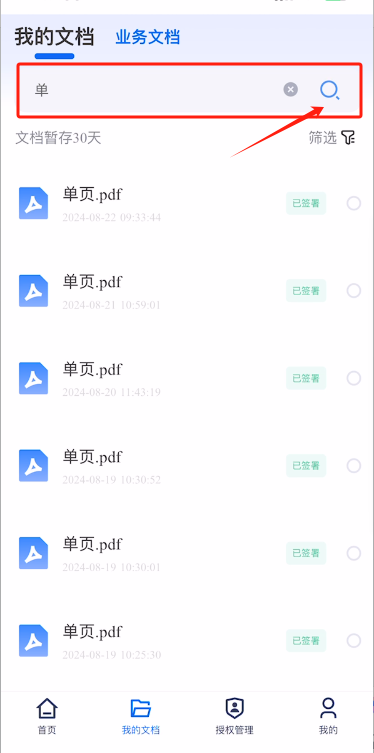 我的文档 业务文档
单
文档暂存30天 筛选
单页.pdf
2024-08-22 09:33:44
已签署
单页.pdf
2024-08-21 10:59:01
已签署
单页.pdf
2024-08-20 11:43:19
已签署
单页.pdf
2024-08-19 10:30:52
已签署
单页.pdf
2024-08-19 10:30:01
已签署
单页.pdf
2024-08-19 10:25:30
已签署
首页 我的文档 授权管理 我的